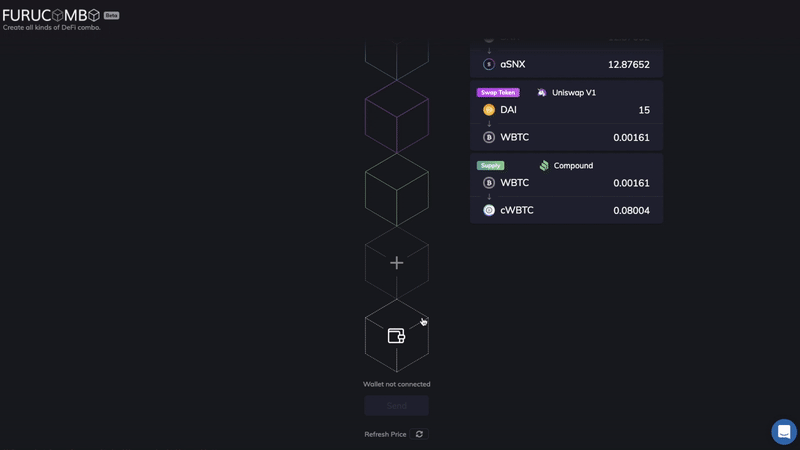 FURUCOMBO Beta
Create all kinds of DeFi combo.
aSNX 12.87652
Swap Token Uniswap V1
DAI 15
WBTC 0.00161
Supply Compound
WBTC 0.00161
cWBTC 0.08004
Wallet not connected
Send
Refresh Price